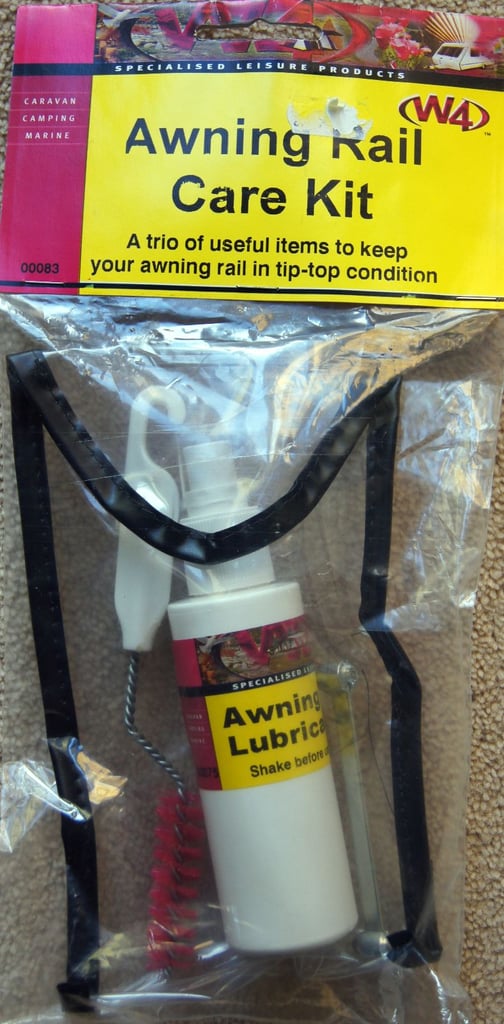 SPECIALISED LEISURE PRODUCTS
CARAVAN
CAMPING
MARINE
W4
™
Awning Rail
Care Kit
A trio of useful items to keep
your awning rail in tip-top condition
00083
SPECIALISED
Awning
Lubrica
Shake before